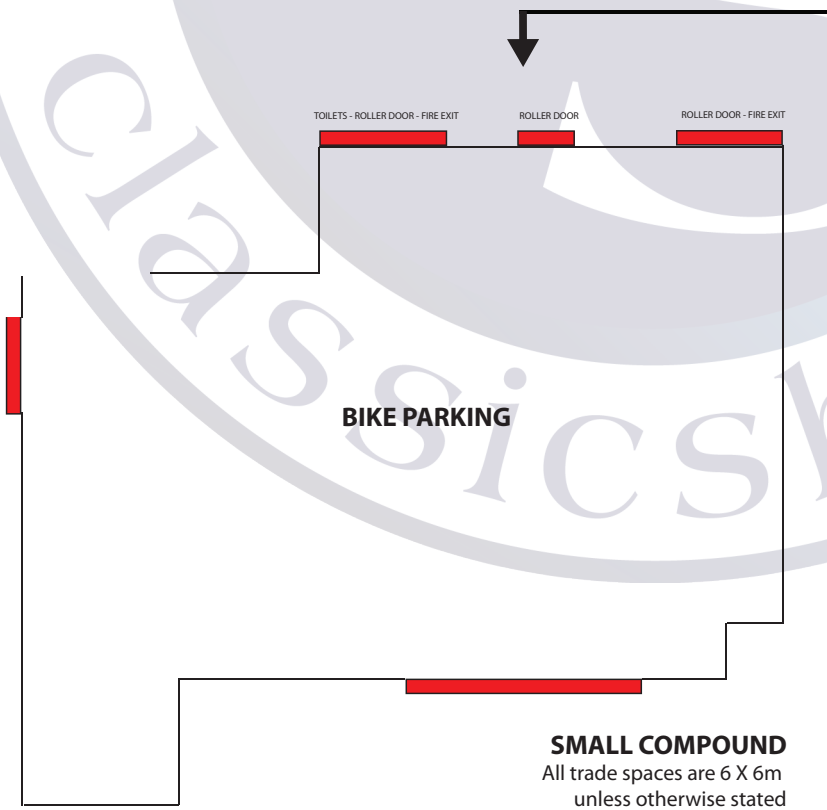 TOILETS - ROLLER DOOR - FIRE EXIT
ROLLER DOOR
ROLLER DOOR - FIRE EXIT
classicsh
BIKE PARKING
SMALL COMPOUND
All trade spaces are 6 X 6m
unless otherwise stated